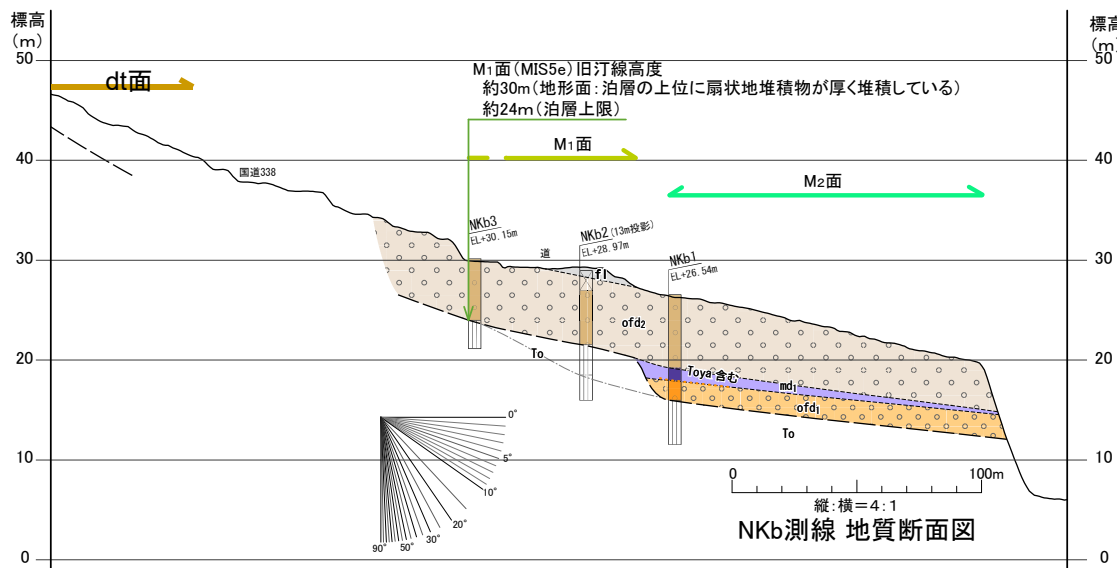 標高
(m)
標高
(m)
50
50
dt面
M1面(MIS5e)旧汀線高度
約30m(地形面:泊層の上位に扇状地堆積物が厚く堆積している)
約24m(泊層上限)
M1面
40
40
国道338
M2面
NKb3
EL+30.15m
道
NKb2(13m投影)
EL+28.97m
NKb1
EL+26.54m
30
30
fl
ofd2
20
20
To
Toya含む
md1
ofd1
To
0°
5°
10°
20°
30°
50°
90°
10
10
0
100m
縦:横=4:1
NKb測線 地質断面図
0
0